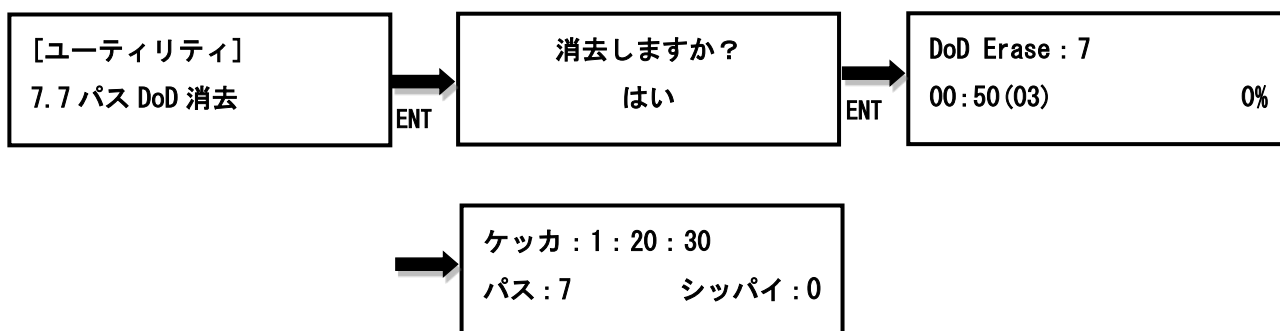 [ユーティリティ]
7.7 パス DoD 消去
ENT
消去しますか？
はい
ENT
DoD Erase：7
00：50(03) 0%
ケッカ：1：20：30
パス：7 シッパイ：0